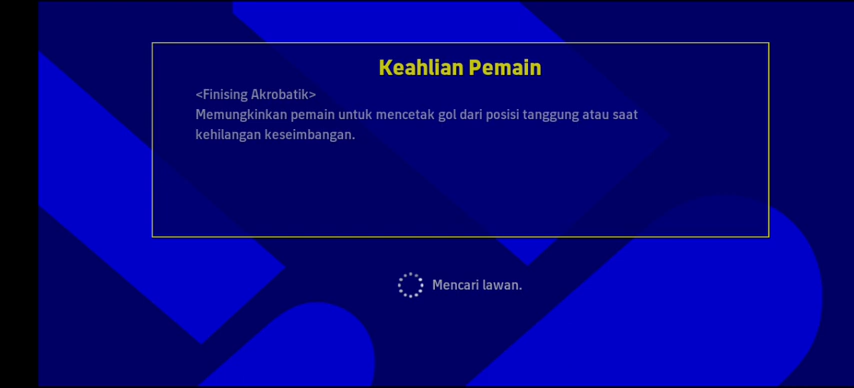 Keahlian Pemain
<Finising Akrobatik>
Memungkinkan pemain untuk mencetak gol dari posisi tanggung atau saat
kehilangan keseimbangan.
Mencari lawan.